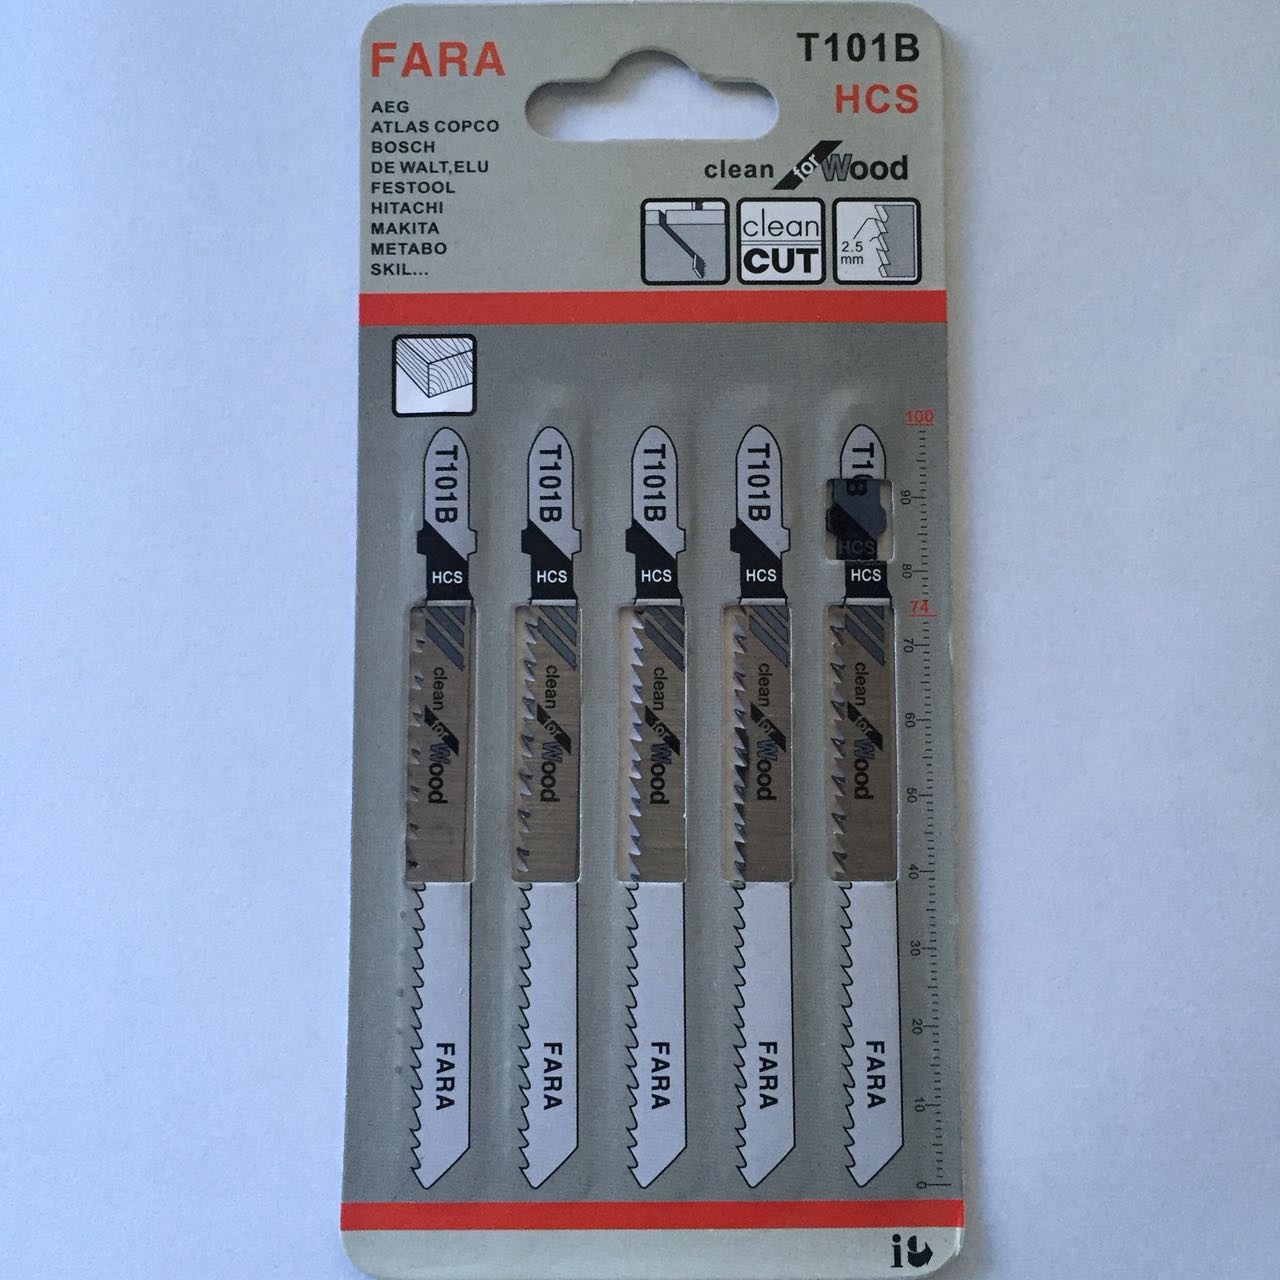 FARA
T101B
HCS
AEG
ATLAS COPCO
BOSCH
DE WALT,ELU
FESTOOL
HITACHI
MAKITA
METABO
SKIL...
clean for Wood
clean
CUT
2.5
mm
T101B
T101B
T101B
T101B
T101B
HCS
HCS
HCS
HCS
HCS
HCS
clean for Wood
clean for Wood
clean for Wood
clean for Wood
clean for Wood
FARA
FARA
FARA
FARA
FARA
100
90
80
74
70
60
50
40
30
20
10
0